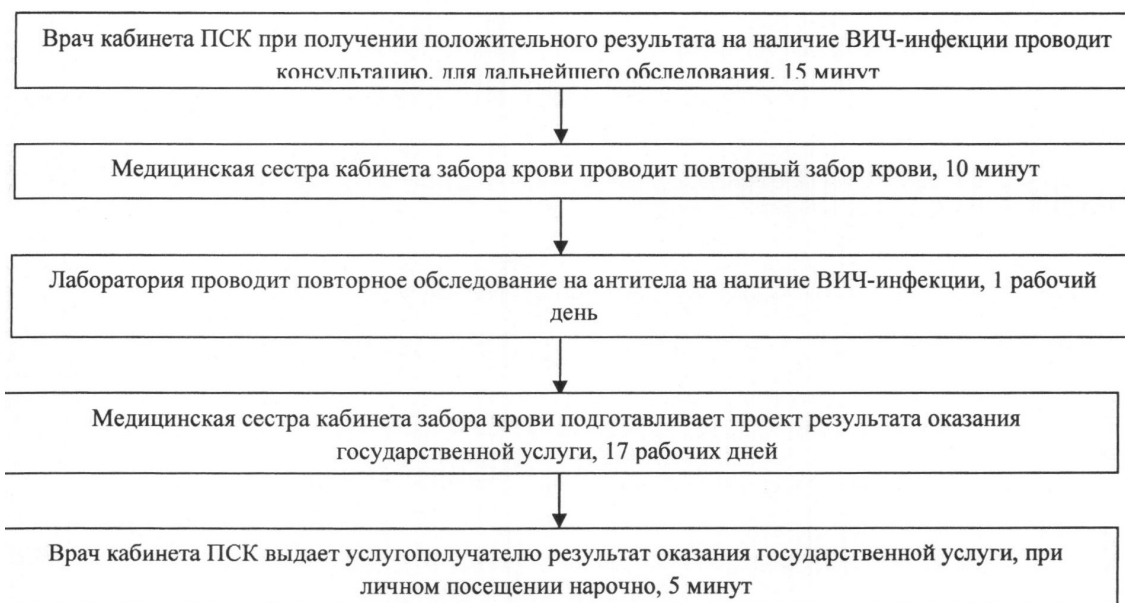 Врач кабинета ПСК при получении положительного результата на наличие ВИЧ-инфекции проводит
консультацию, для дальнейшего обследования, 15 минут
Медицинская сестра кабинета забора крови проводит повторный забор крови, 10 минут
Лаборатория проводит повторное обследование на антитела на наличие ВИЧ-инфекции, 1 рабочий
день
Медицинская сестра кабинета забора крови подготавливает проект результата оказания
государственной услуги, 17 рабочих дней
Врач кабинета ПСК выдает услугополучателю результат оказания государственной услуги, при
личном посещении нарочно, 5 минут